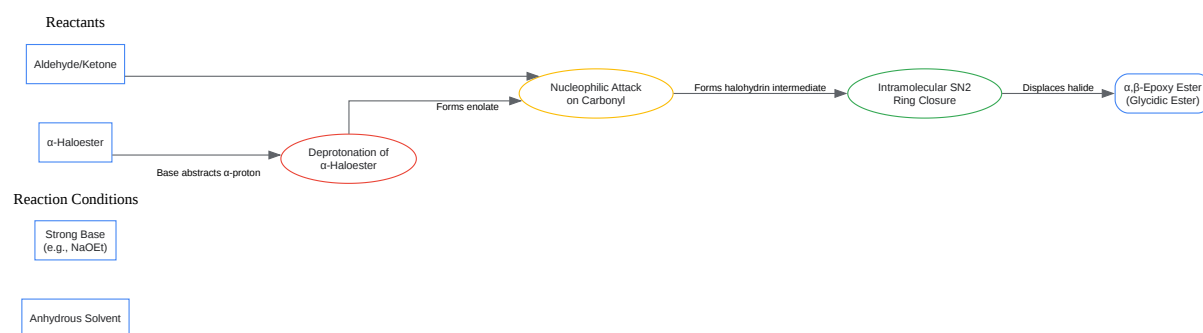 Reactants
Aldehyde/Ketone
Nucleophilic Attack
on Carbonyl
Forms halohydrin intermediate
Intramolecular SN2
Ring Closure
Displaces halide
α,β-Epoxy Ester
(Glycidic Ester)
Forms enolate
α-Haloester
Base abstracts α-proton
Deprotonation of
α-Haloester
Reaction Conditions
Strong Base
(e.g., NaOEt)
Anhydrous Solvent